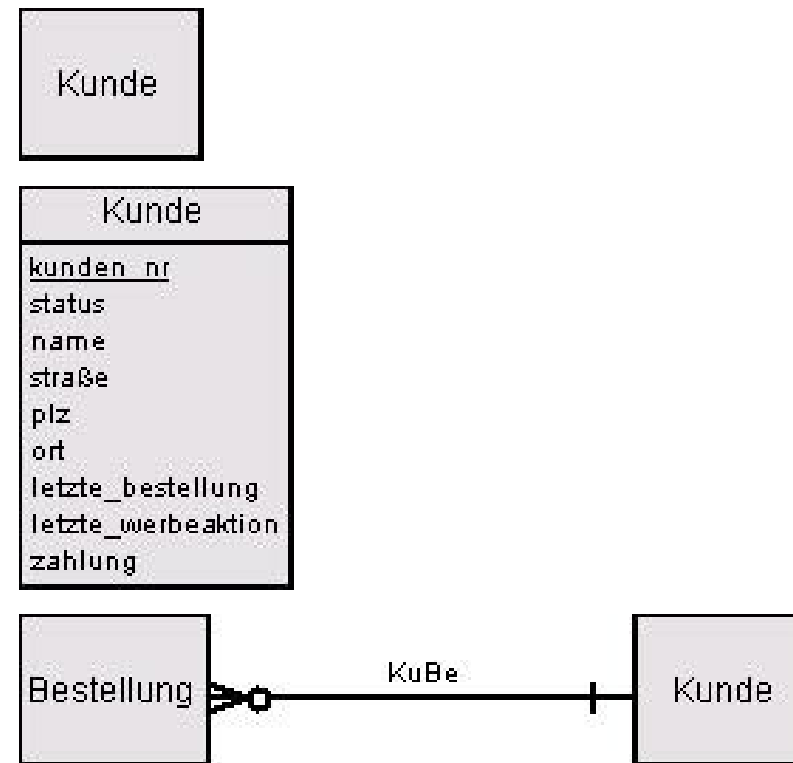 Kunde
Kunde
kunden_nr
status
name
straße
plz
ort
letzte_bestellung
letzte_werbeaktion
zahlung
KuBe
Bestellung
Kunde